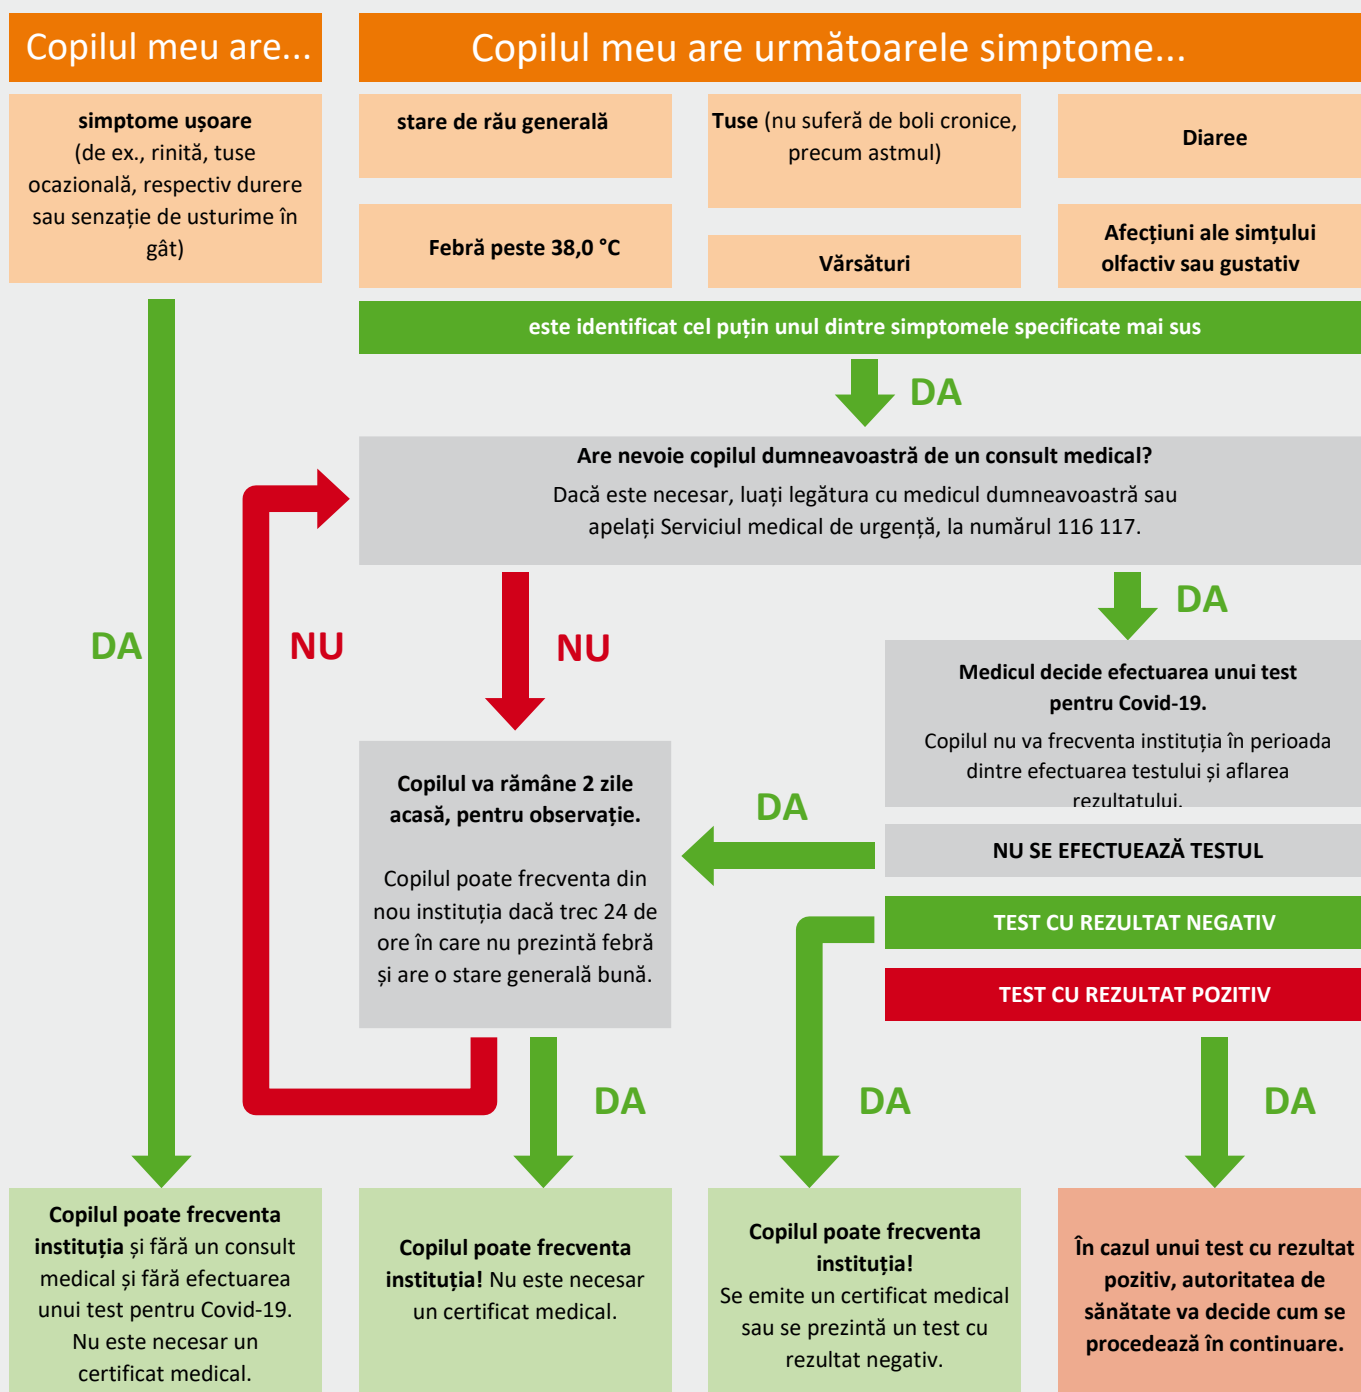 Copilul meu are...
Copilul meu are următoarele simptome...
simptome ușoare
(de ex., rinită, tuse
ocazională, respectiv durere
sau senzație de usturime în
gât)
stare de rău generală
Tuse (nu suferă de boli cronice,
precum astmul)
Diaree
Febră peste 38,0 °C
Vărsături
Afecțiuni ale simțului
olfactiv sau gustativ
este identificat cel puțin unul dintre simptomele specificate mai sus
DA
Are nevoie copilul dumneavoastră de un consult medical?
Dacă este necesar, luați legătura cu medicul dumneavoastră sau
apelați Serviciul medical de urgență, la numărul 116 117.
DA
DA
NU
NU
Medicul decide efectuarea unui test
pentru Covid-19.
Copilul nu va frecventa instituția în perioada
dintre efectuarea testului și aflarea
rezultatului.
Copilul va rămâne 2 zile
acasă, pentru observație.
Copilul poate frecventa din
nou instituția dacă trec 24 de
ore în care nu prezintă febră
și are o stare generală bună.
DA
NU SE EFECTUEAZĂ TESTUL
TEST CU REZULTAT NEGATIV
TEST CU REZULTAT POZITIV
DA
DA
DA
Copilul poate frecventa
instituția și fără un consult
medical și fără efectuarea
unui test pentru Covid-19.
Nu este necesar un
certificat medical.
Copilul poate frecventa
instituția! Nu este necesar
un certificat medical.
Copilul poate frecventa
instituția!
Se emite un certificat medical
sau se prezintă un test cu
rezultat negativ.
În cazul unui test cu rezultat
pozitiv, autoritatea de
sănătate va decide cum se
procedează în continuare.